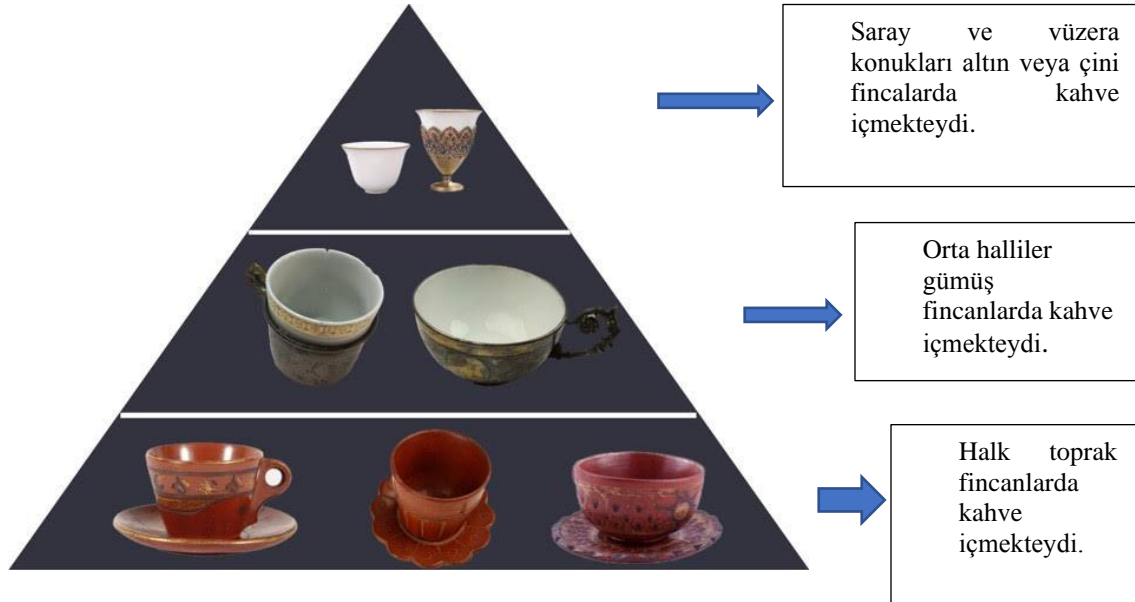 Saray ve vüzera
konukları altın veya çini
fincalarda kahve
içmekteydi.
Orta halliler
gümüş
fincanlarda kahve
içmekteydi.
Halk toprak
fincanlarda
kahve
içmekteydi.